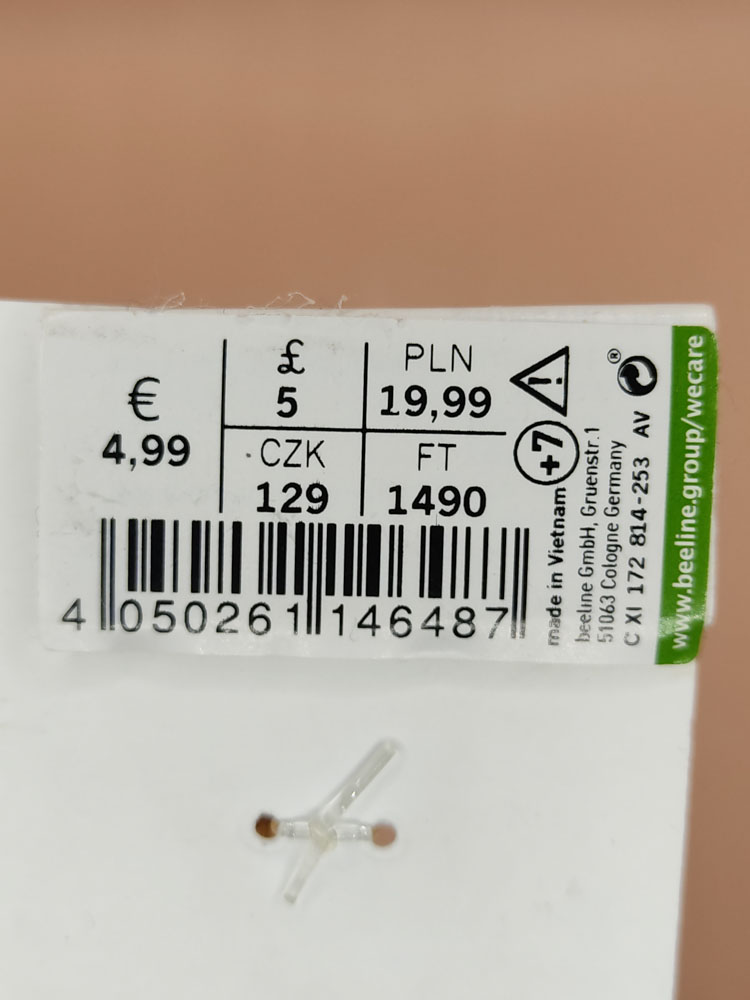 €
4,99
£
5
PLN
19,99
CZK
129
FT
1490
4 050261 146487
+7
made in Vietnam
beeline GmbH, Gruenstr.1
51063 Cologne Germany
C XI 172 814-253 AV
®
www.beeline.group/wecare